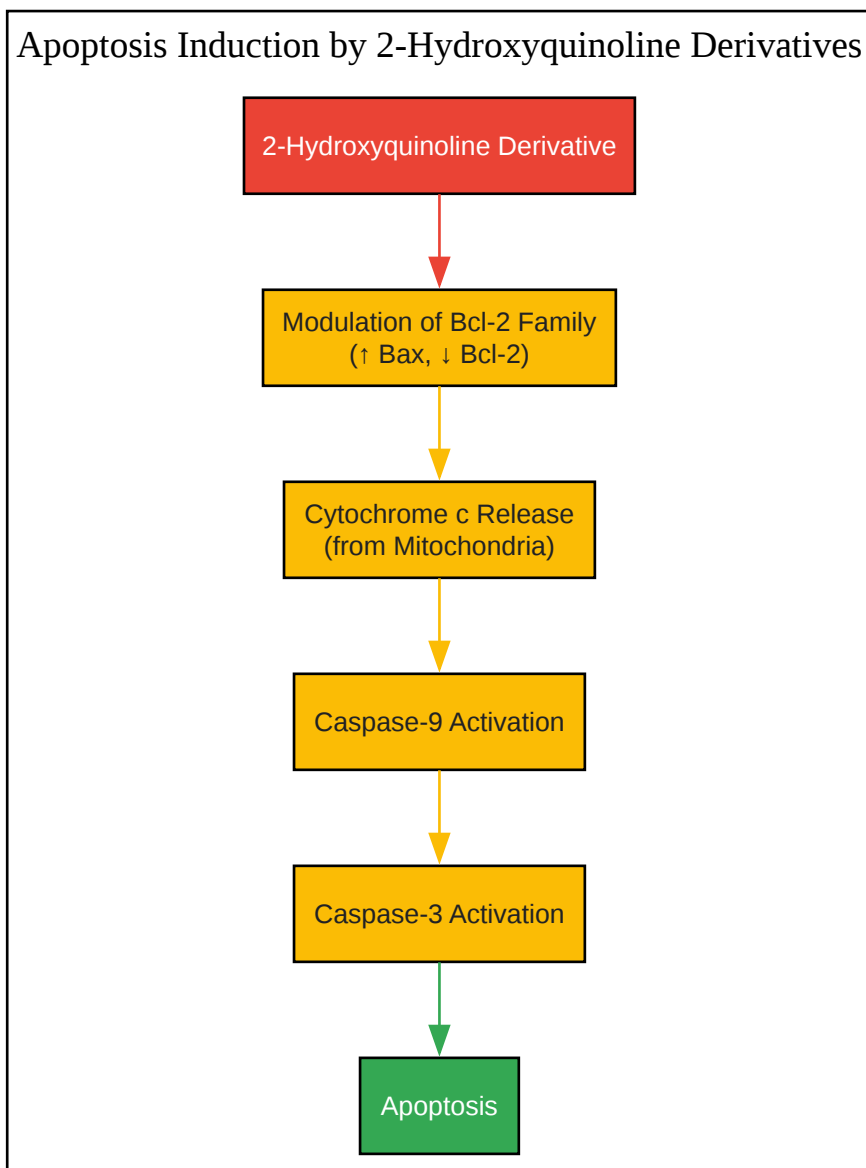 Apoptosis Induction by 2-Hydroxyquinoline Derivatives
2-Hydroxyquinoline Derivative
Modulation of Bcl-2 Family
(↑ Bax, ↓ Bcl-2)
Cytochrome c Release
(from Mitochondria)
Caspase-9 Activation
Caspase-3 Activation
Apoptosis